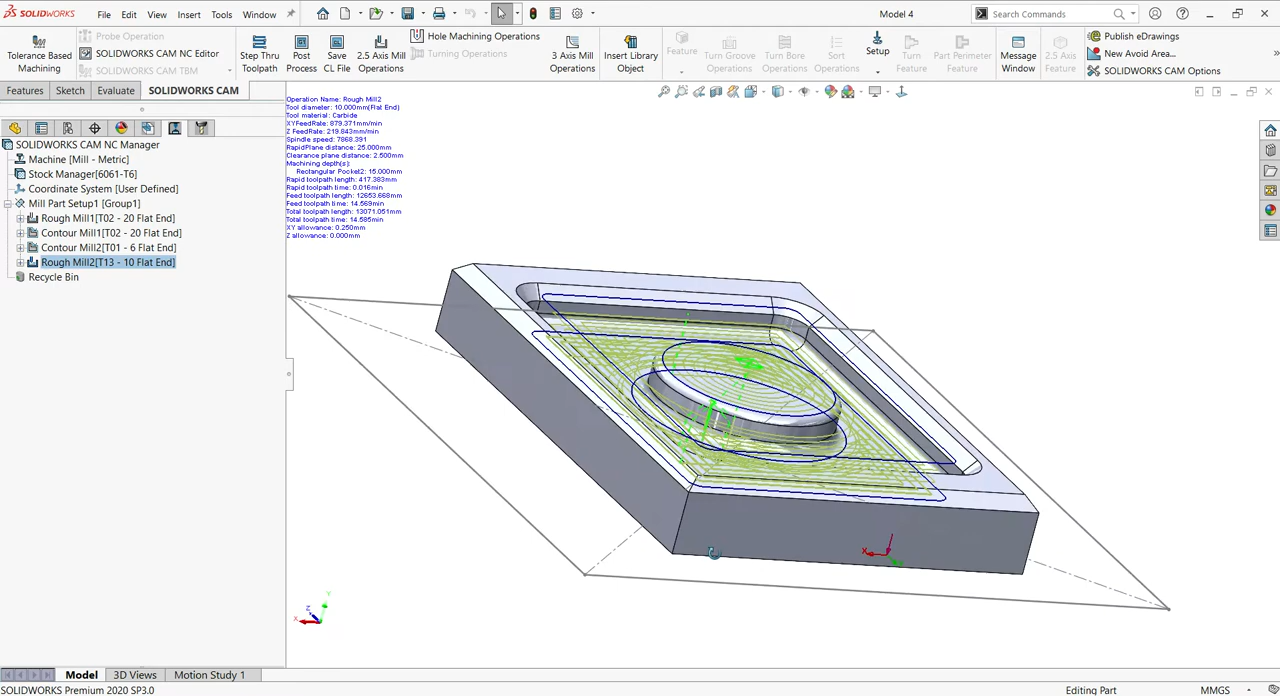 SOLIDWORKS File Edit View Insert Tools Window Model 4 Search Commands
Tolerance Based Machining
Probe Operation
SOLIDWORKS CAM NC Editor
SOLIDWORKS CAM TBM
Step Thru Toolpath
Post Process
Save CL File
2.5 Axis Mill Operations
Hole Machining Operations
Turning Operations
3 Axis Mill Operations
Insert Library Object
Feature
Turn Groove Operations
Turn Bore Operations
Sort Operations
Setup
Turn Feature
Part Perimeter Feature
Message Window
2.5 Axis Feature
Publish eDrawings
New Avoid Area...
SOLIDWORKS CAM Options
Features Sketch Evaluate SOLIDWORKS CAM
SOLIDWORKS CAM NC Manager
Machine [Mill - Metric]
Stock Manager[6061-T6]
Coordinate System [User Defined]
Mill Part Setup1 [Group1]
Rough Mill1[T02 - 20 Flat End]
Contour Mill1[T02 - 20 Flat End]
Contour Mill2[T01 - 6 Flat End]
Rough Mill2[T13 - 10 Flat End]
Recycle Bin
Operation Name: Rough Mill2
Tool diameter: 10.000mm(Flat End)
Tool material: Carbide
XYFeedRate: 879.371mm/min
Z FeedRate: 219.843mm/min
Spindle speed: 7868.391
RapidPlane distance: 25.000mm
Clearance plane distance: 2.500mm
Machining depth(s):
Rectangular Pocket2: 15.000mm
Rapid toolpath length: 417.383mm
Rapid toolpath time: 0.016min
Feed toolpath length: 12653.668mm
Feed toolpath time: 14.569min
Total toolpath length: 13071.051mm
Total toolpath time: 14.585min
XY allowance: 0.250mm
Z allowance: 0.000mm
X
Z Y
X
Model 3D Views Motion Study 1
SOLIDWORKS Premium 2020 SP3.0 Editing Part MMGS